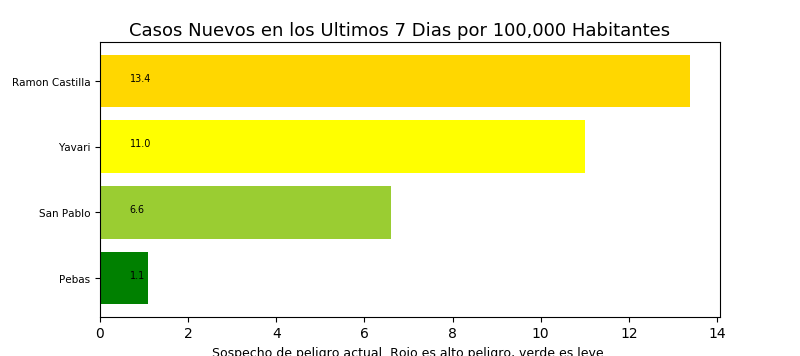 Casos Nuevos en los Ultimos 7 Dias por 100,000 Habitantes
Ramon Castilla 13.4
Yavari 11.0
San Pablo 6.6
Pebas 1.1
0 2 4 6 8 10 12 14
Sospecho de peligro actual. Rojo es alto peligro, verde es leve